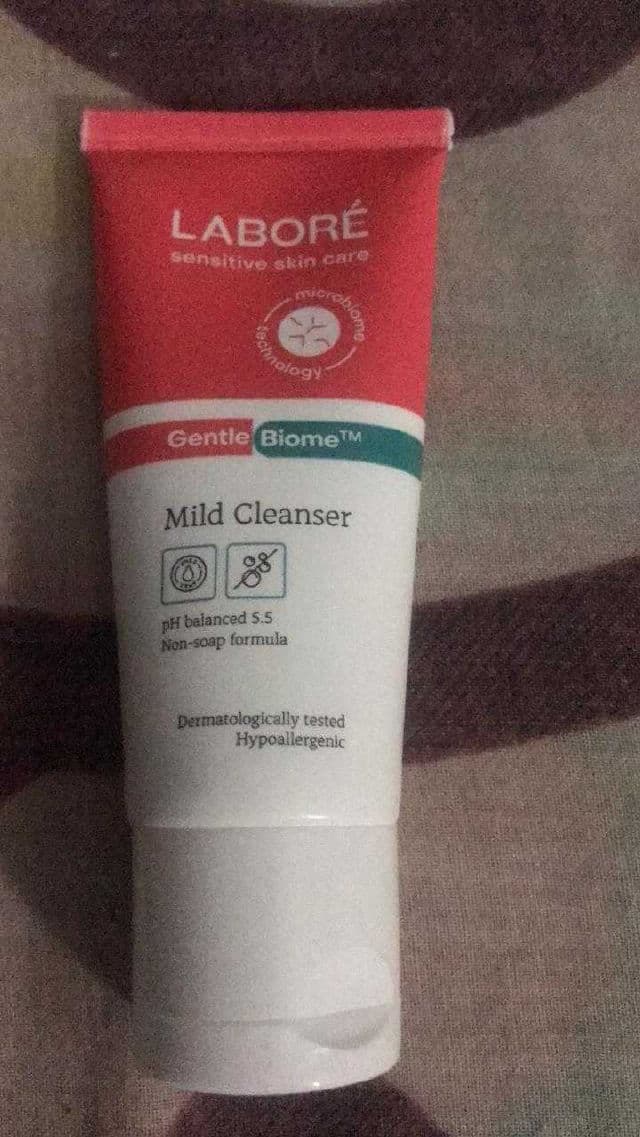 LABORÉ
sensitive skin care
microbiome
technology
Gentle Biome™
Mild Cleanser
pH balanced 5.5
Non-soap formula
Dermatologically tested
Hypoallergenic